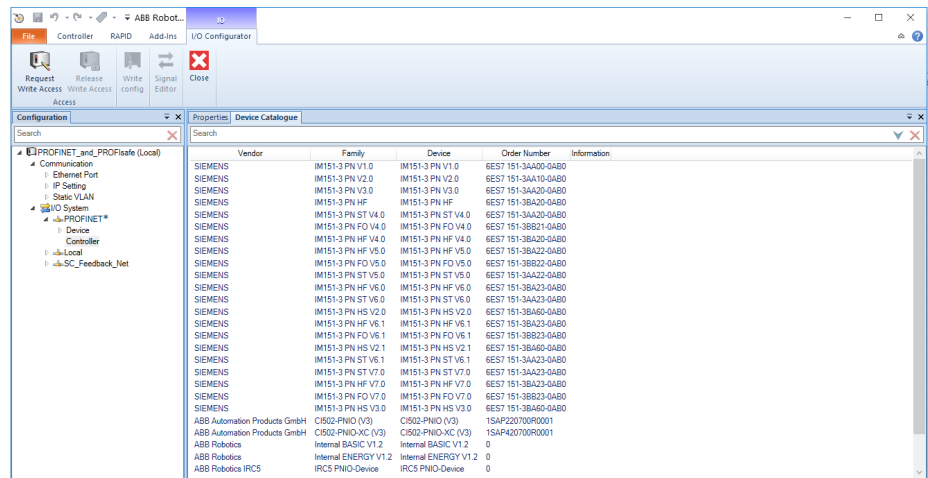 ABB Robot...
IO
File Controller RAPID Add-Ins I/O Configurator
Request Write Access
Release Write Access
Write config
Signal Editor
Close
Access
Configuration
Search
PROFINET_and_PROFIsafe (Local)
Communication
Ethernet Port
IP Setting
Static VLAN
I/O System
PROFINET*
Device
Controller
Local
SC_Feedback_Net
Properties Device Catalogue
Search
Vendor Family Device Order Number Information
SIEMENS IM151-3 PN V1.0 IM151-3 PN V1.0 6ES7 151-3AA00-0AB0
SIEMENS IM151-3 PN V2.0 IM151-3 PN V2.0 6ES7 151-3AA10-0AB0
SIEMENS IM151-3 PN V3.0 IM151-3 PN V3.0 6ES7 151-3AA20-0AB0
SIEMENS IM151-3 PN HF IM151-3 PN HF 6ES7 151-3BA20-0AB0
SIEMENS IM151-3 PN ST V4.0 IM151-3 PN ST V4.0 6ES7 151-3AA20-0AB0
SIEMENS IM151-3 PN FO V4.0 IM151-3 PN FO V4.0 6ES7 151-3BB21-0AB0
SIEMENS IM151-3 PN HF V4.0 IM151-3 PN HF V4.0 6ES7 151-3BA20-0AB0
SIEMENS IM151-3 PN HF V5.0 IM151-3 PN HF V5.0 6ES7 151-3BA22-0AB0
SIEMENS IM151-3 PN FO V5.0 IM151-3 PN FO V5.0 6ES7 151-3BB22-0AB0
SIEMENS IM151-3 PN ST V5.0 IM151-3 PN ST V5.0 6ES7 151-3AA22-0AB0
SIEMENS IM151-3 PN HF V6.0 IM151-3 PN HF V6.0 6ES7 151-3BA23-0AB0
SIEMENS IM151-3 PN ST V6.0 IM151-3 PN ST V6.0 6ES7 151-3AA23-0AB0
SIEMENS IM151-3 PN HS V2.0 IM151-3 PN HS V2.0 6ES7 151-3BA60-0AB0
SIEMENS IM151-3 PN HF V6.1 IM151-3 PN HF V6.1 6ES7 151-3BA23-0AB0
SIEMENS IM151-3 PN FO V6.1 IM151-3 PN FO V6.1 6ES7 151-3BB23-0AB0
SIEMENS IM151-3 PN HS V2.1 IM151-3 PN HS V2.1 6ES7 151-3BA60-0AB0
SIEMENS IM151-3 PN ST V6.1 IM151-3 PN ST V6.1 6ES7 151-3AA23-0AB0
SIEMENS IM151-3 PN ST V7.0 IM151-3 PN ST V7.0 6ES7 151-3AA23-0AB0
SIEMENS IM151-3 PN HF V7.0 IM151-3 PN HF V7.0 6ES7 151-3BA23-0AB0
SIEMENS IM151-3 PN FO V7.0 IM151-3 PN FO V7.0 6ES7 151-3BB23-0AB0
SIEMENS IM151-3 PN HS V3.0 IM151-3 PN HS V3.0 6ES7 151-3BA60-0AB0
ABB Automation Products GmbH CI502-PNIO (V3) CI502-PNIO (V3) 1SAP220700R0001
ABB Automation Products GmbH CI502-PNIO-XC (V3) CI502-PNIO-XC (V3) 1SAP420700R0001
ABB Robotics Internal BASIC V1.2 Internal BASIC V1.2 0
ABB Robotics Internal ENERGY V1.2 Internal ENERGY V1.2 0
ABB Robotics IRC5 IRC5 PNIO-Device IRC5 PNIO-Device 0